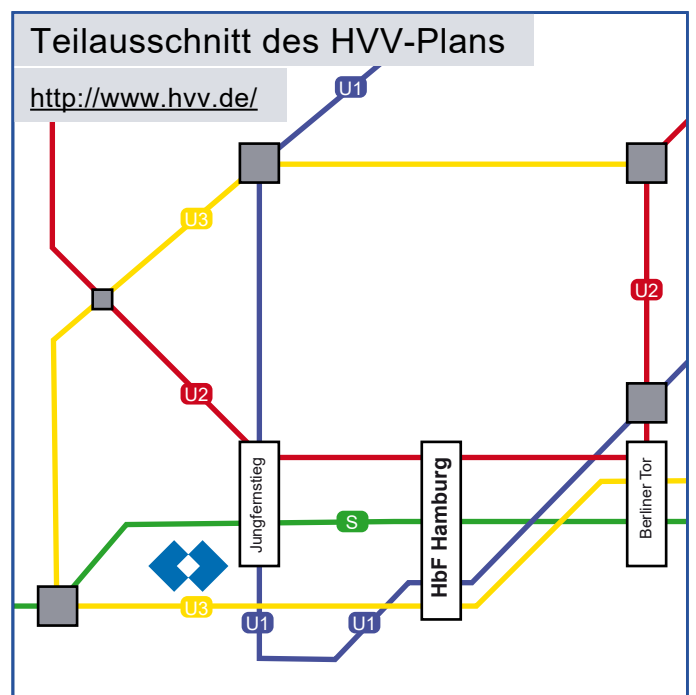 Teilausschnitt des HVV-Plans
http://www.hvv.de/
U1
U3
U2
U2
Jungfernstieg
HbF Hamburg
Berliner Tor
S
U3
U1
U1